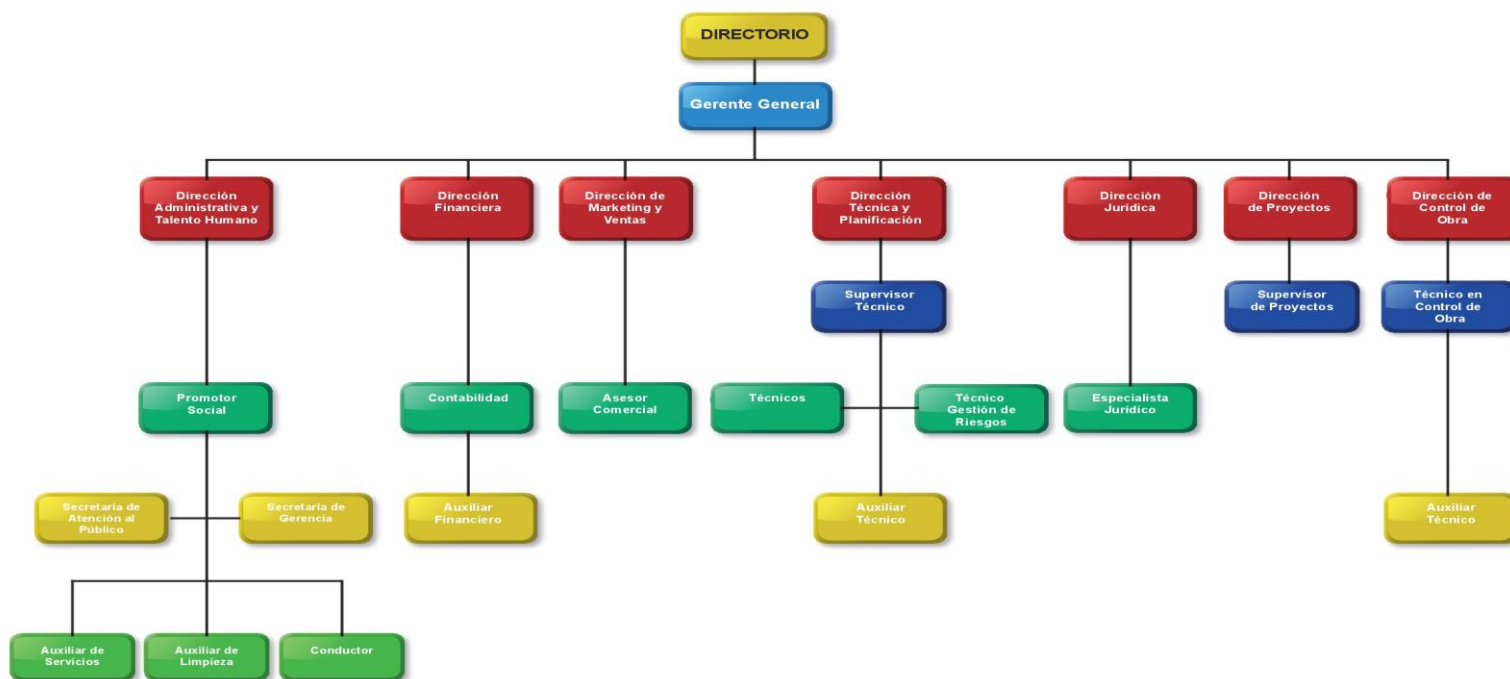 DIRECTORIO
Gerente General
Dirección
Administrativa y
Talento Humano
Dirección
Financiera
Dirección de
Marketing y
Ventas
Dirección
Técnica y
Planificación
Dirección
Jurídica
Dirección
de Proyectos
Dirección de
Control de
Obra
Supervisor
Técnico
Supervisor
de Proyectos
Técnico en
Control de
Obra
Promotor
Social
Contabilidad
Asesor
Comercial
Técnicos
Técnico
Gestión de
Riesgos
Especialista
Jurídico
Secretaría de
Atención al
Público
Secretaría de
Gerencia
Auxiliar
Financiero
Auxiliar
Técnico
Auxiliar
Técnico
Auxiliar de
Servicios
Auxiliar de
Limpieza
Conductor